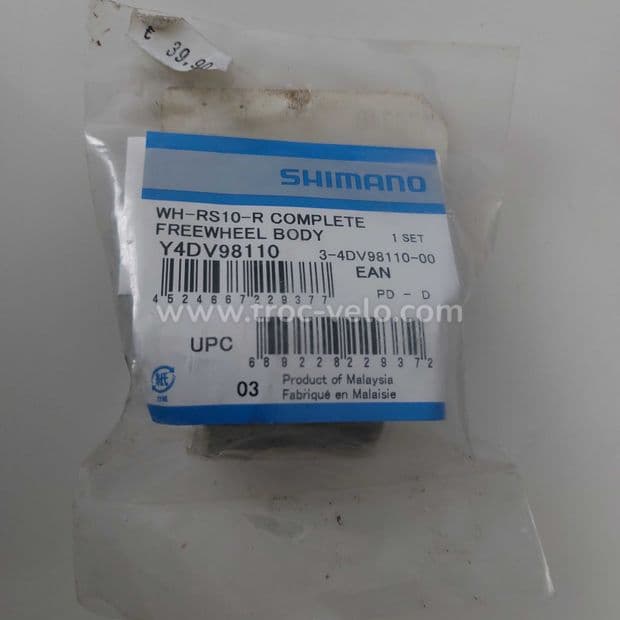 € 39,90
SHIMANO
WH-RS10-R COMPLETE
FREEWHEEL BODY
1 SET
Y4DV98110
3-4DV98110-00
EAN
4524667229377
PD - D
www.troc-velo.com
UPC
689228229372
03
Product of Malaysia
Fabriqué en Malaisie